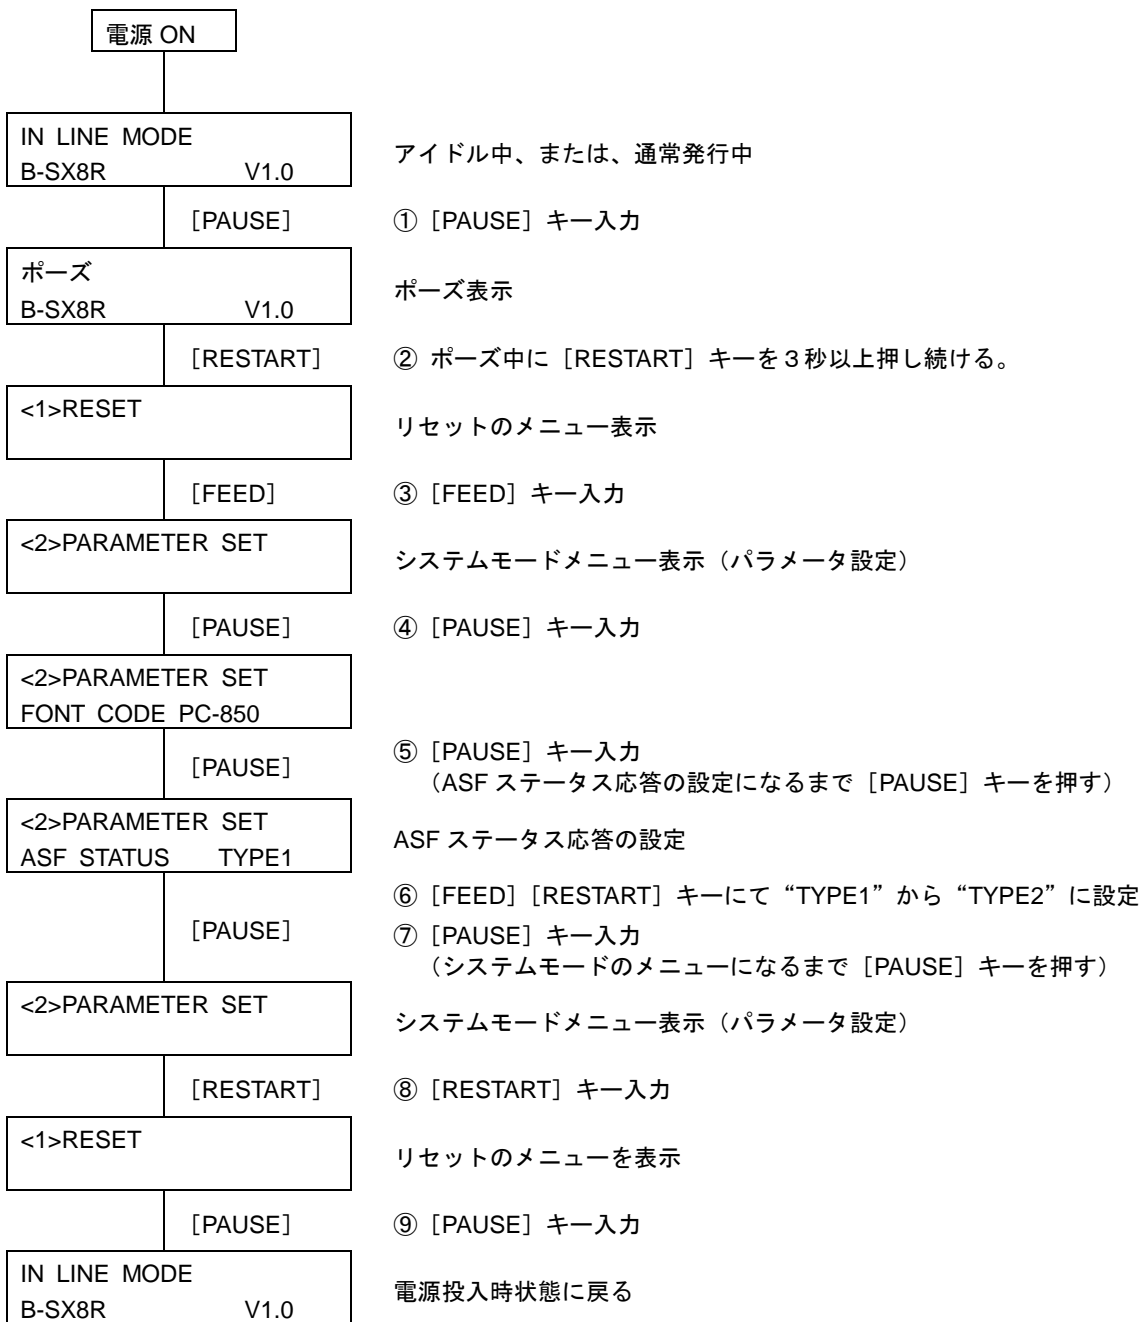 電源 ON
IN LINE MODE
B-SX8R V1.0
アイドル中、または、通常発行中
［PAUSE］
①［PAUSE］キー入力
ポーズ
B-SX8R V1.0
ポーズ表示
［RESTART］
② ポーズ中に［RESTART］キーを３秒以上押し続ける。
<1>RESET
リセットのメニュー表示
［FEED］
③［FEED］キー入力
<2>PARAMETER SET
システムモードメニュー表示（パラメータ設定）
［PAUSE］
④［PAUSE］キー入力
<2>PARAMETER SET
FONT CODE PC-850
［PAUSE］
⑤［PAUSE］キー入力
（ASF ステータス応答の設定になるまで［PAUSE］キーを押す）
<2>PARAMETER SET
ASF STATUS TYPE1
ASF ステータス応答の設定
⑥［FEED］［RESTART］キーにて“TYPE1”から“TYPE2”に設定
［PAUSE］
⑦［PAUSE］キー入力
（システムモードのメニューになるまで［PAUSE］キーを押す）
<2>PARAMETER SET
システムモードメニュー表示（パラメータ設定）
［RESTART］
⑧［RESTART］キー入力
<1>RESET
リセットのメニューを表示
［PAUSE］
⑨［PAUSE］キー入力
IN LINE MODE
B-SX8R V1.0
電源投入時状態に戻る